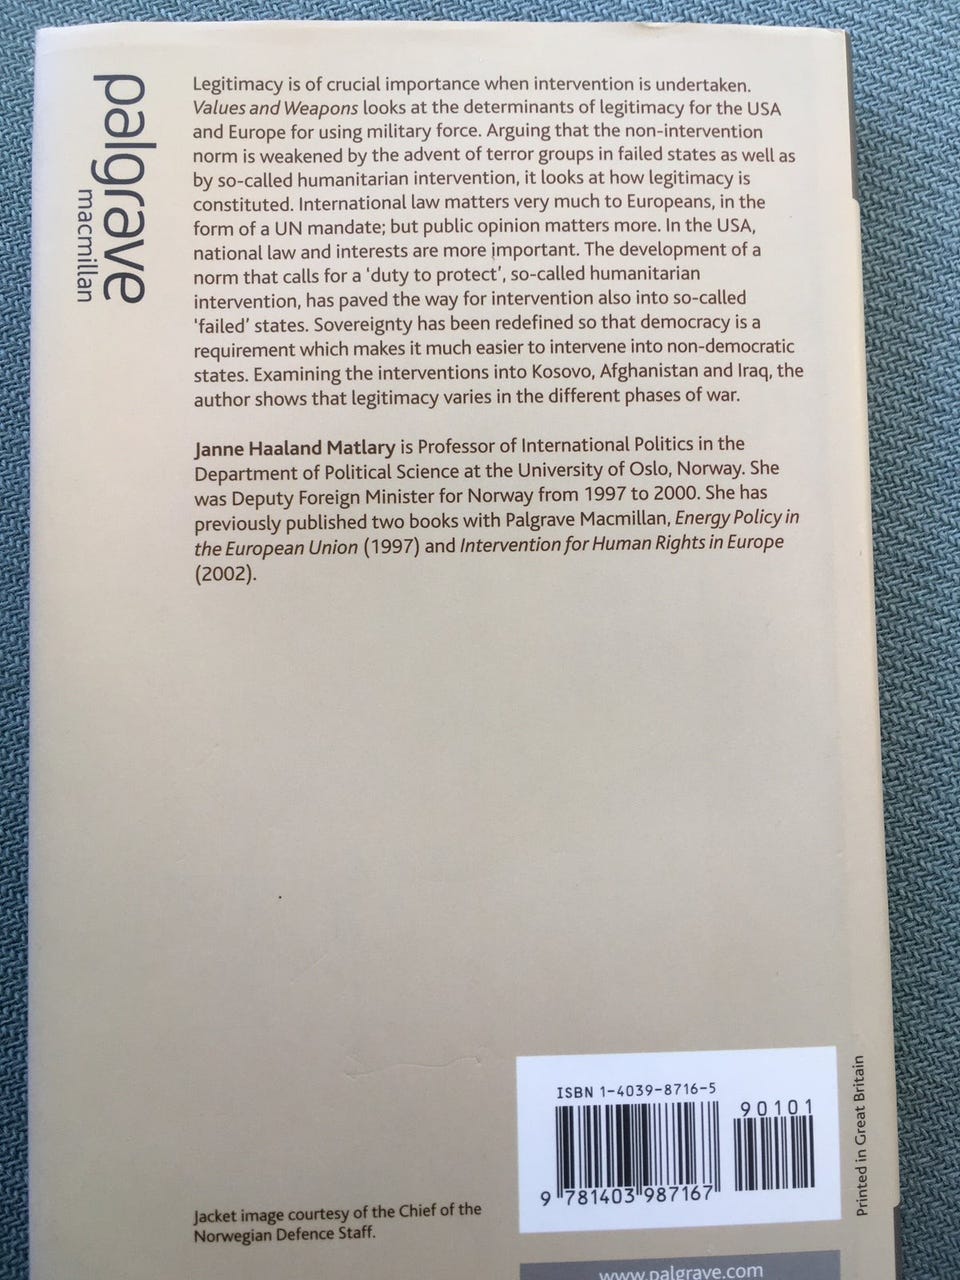 palgrave
macmillan
Legitimacy is of crucial importance when intervention is undertaken.
Values and Weapons looks at the determinants of legitimacy for the USA
and Europe for using military force. Arguing that the non-intervention
norm is weakened by the advent of terror groups in failed states as well as
by so-called humanitarian intervention, it looks at how legitimacy is
constituted. International law matters very much to Europeans, in the
form of a UN mandate; but public opinion matters more. In the USA,
national law and interests are more important. The development of a
norm that calls for a ‘duty to protect’, so-called humanitarian
intervention, has paved the way for intervention also into so-called
‘failed’ states. Sovereignty has been redefined so that democracy is a
requirement which makes it much easier to intervene into non-democratic
states. Examining the interventions into Kosovo, Afghanistan and Iraq, the
author shows that legitimacy varies in the different phases of war.
Janne Haaland Matlary is Professor of International Politics in the
Department of Political Science at the University of Oslo, Norway. She
was Deputy Foreign Minister for Norway from 1997 to 2000. She has
previously published two books with Palgrave Macmillan, Energy Policy in
the European Union (1997) and Intervention for Human Rights in Europe
(2002).
ISBN 1-4039-8716-5
90101
9 781403 987167
Printed in Great Britain
Jacket image courtesy of the Chief of the
Norwegian Defence Staff.
www.palgrave.com